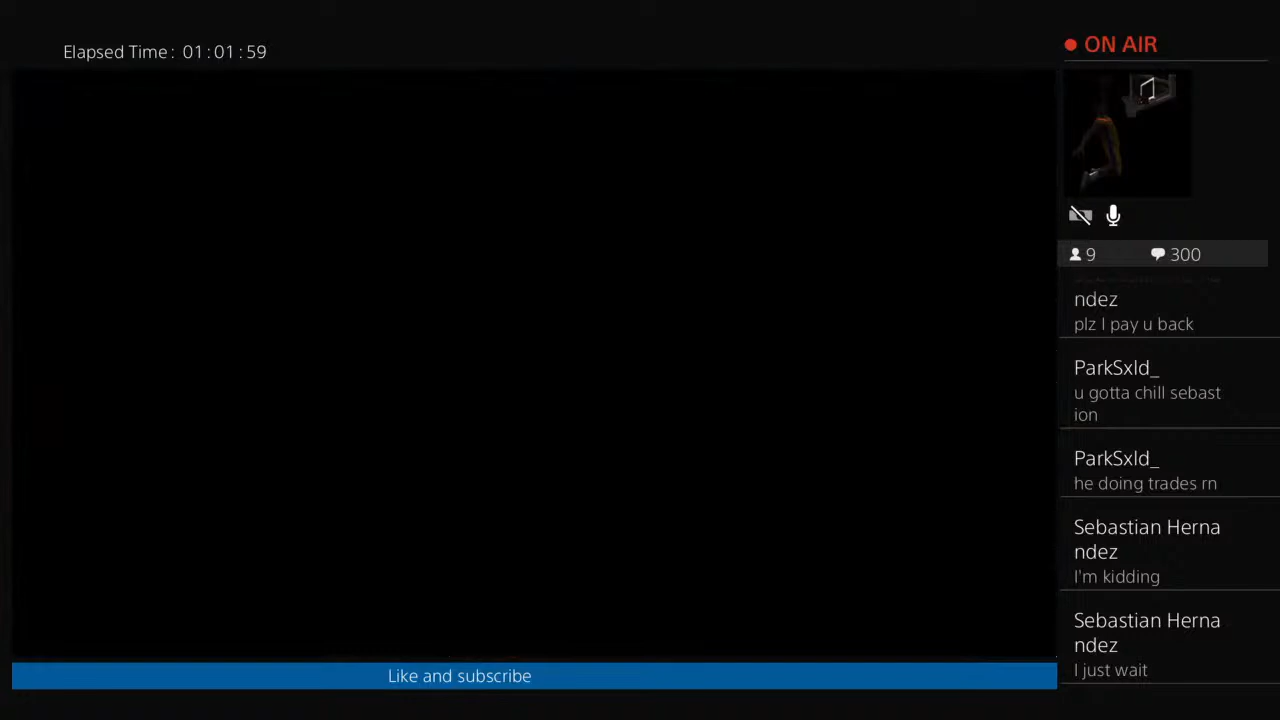 Elapsed Time: 01:01:59
ON AIR
9 300
ndez
plz I pay u back
ParkSxld_
u gotta chill sebast
ion
ParkSxld_
he doing trades rn
Sebastian Herna
ndez
I'm kidding
Sebastian Herna
ndez
I just wait
Like and subscribe